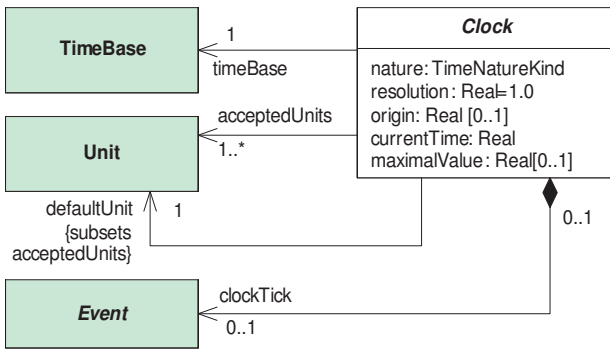 TimeBase
1
timeBase
Clock
nature: TimeNatureKind
resolution: Real=1.0
origin: Real [0..1]
currentTime: Real
maximalValue: Real[0..1]
Unit
acceptedUnits
1..*
defaultUnit
{subsets
acceptedUnits}
1
0..1
Event
clockTick
0..1